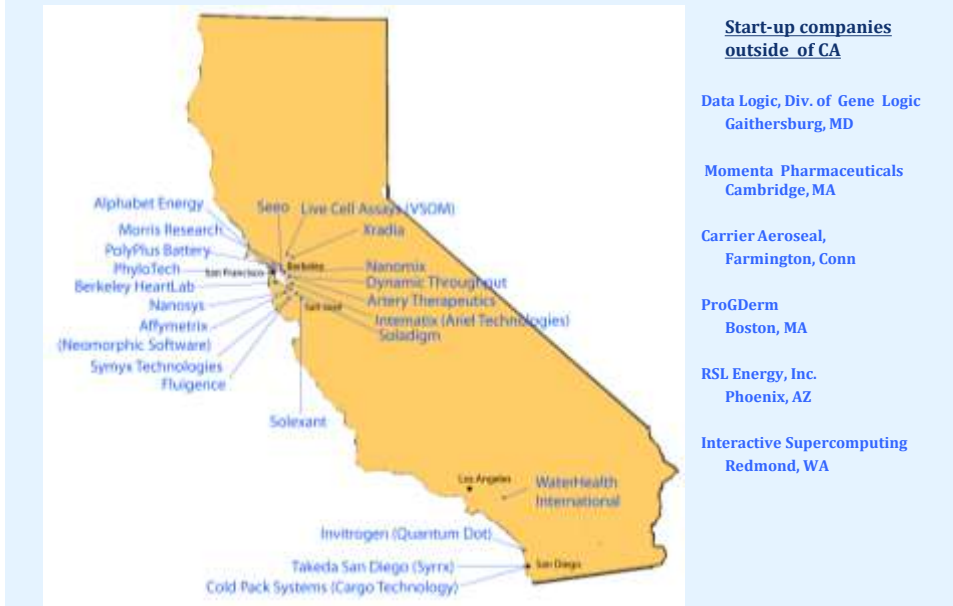 Start-up companies
outside of CA
Data Logic, Div. of Gene Logic
Gaithersburg, MD
Momenta Pharmaceuticals
Cambridge, MA
Carrier Aeroseal,
Farmington, Conn
ProGDerm
Boston, MA
RSL Energy, Inc.
Phoenix, AZ
Interactive Supercomputing
Redmond, WA
Alphabet Energy
Seeo
Live Cell Assays (VSOM)
Morris Research
Xradia
PolyPlus Battery
PhyloTech
San Francisco
Berkeley
Nanomix
Berkeley HeartLab
Dynamic Throughput
Nanosys
Artery Therapeutics
Affymetrix
(Neomorphic Software)
Intematix (Ariel Technologies)
Soladigm
Symyx Technologies
Fluigence
Solexant
Los Angeles
WaterHealth
International
Invitrogen (Quantum Dot)
Takeda San Diego (Syrrx)
San Diego
Cold Pack Systems (Cargo Technology)